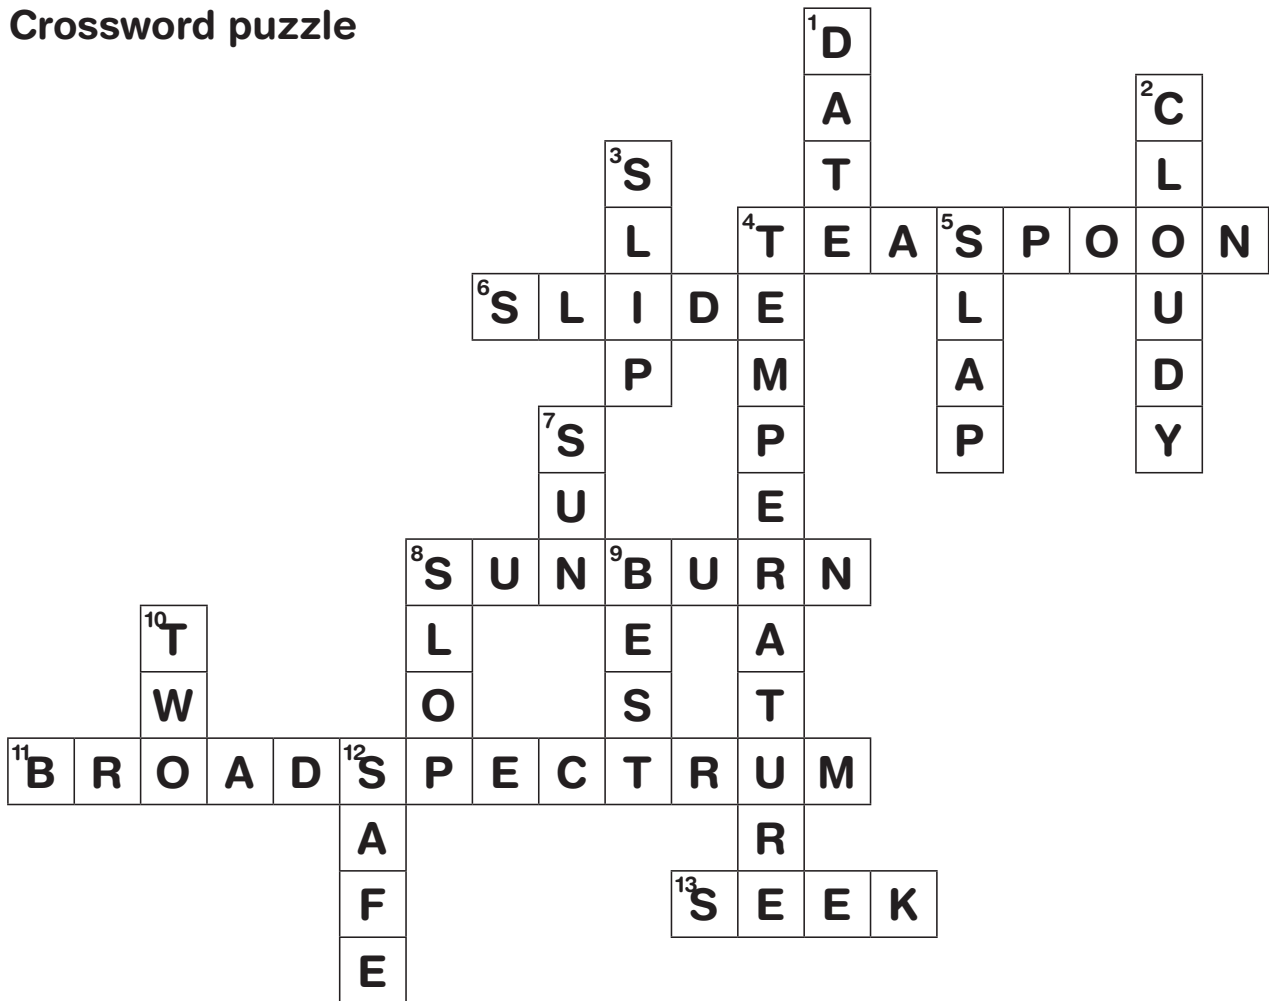 Crossword puzzle
1 D
A
2 C
3 S
T
L
L
4 T E A 5 S P O O N
6 S L I D E
L
U
P
M
A
D
7 S
P
P
Y
U
E
8 S U N 9 B U R N
10 T
L
E
A
W
O
S
T
11 B R O A D 12 S P E C T R U M
A
R
F
13 S E E K
E